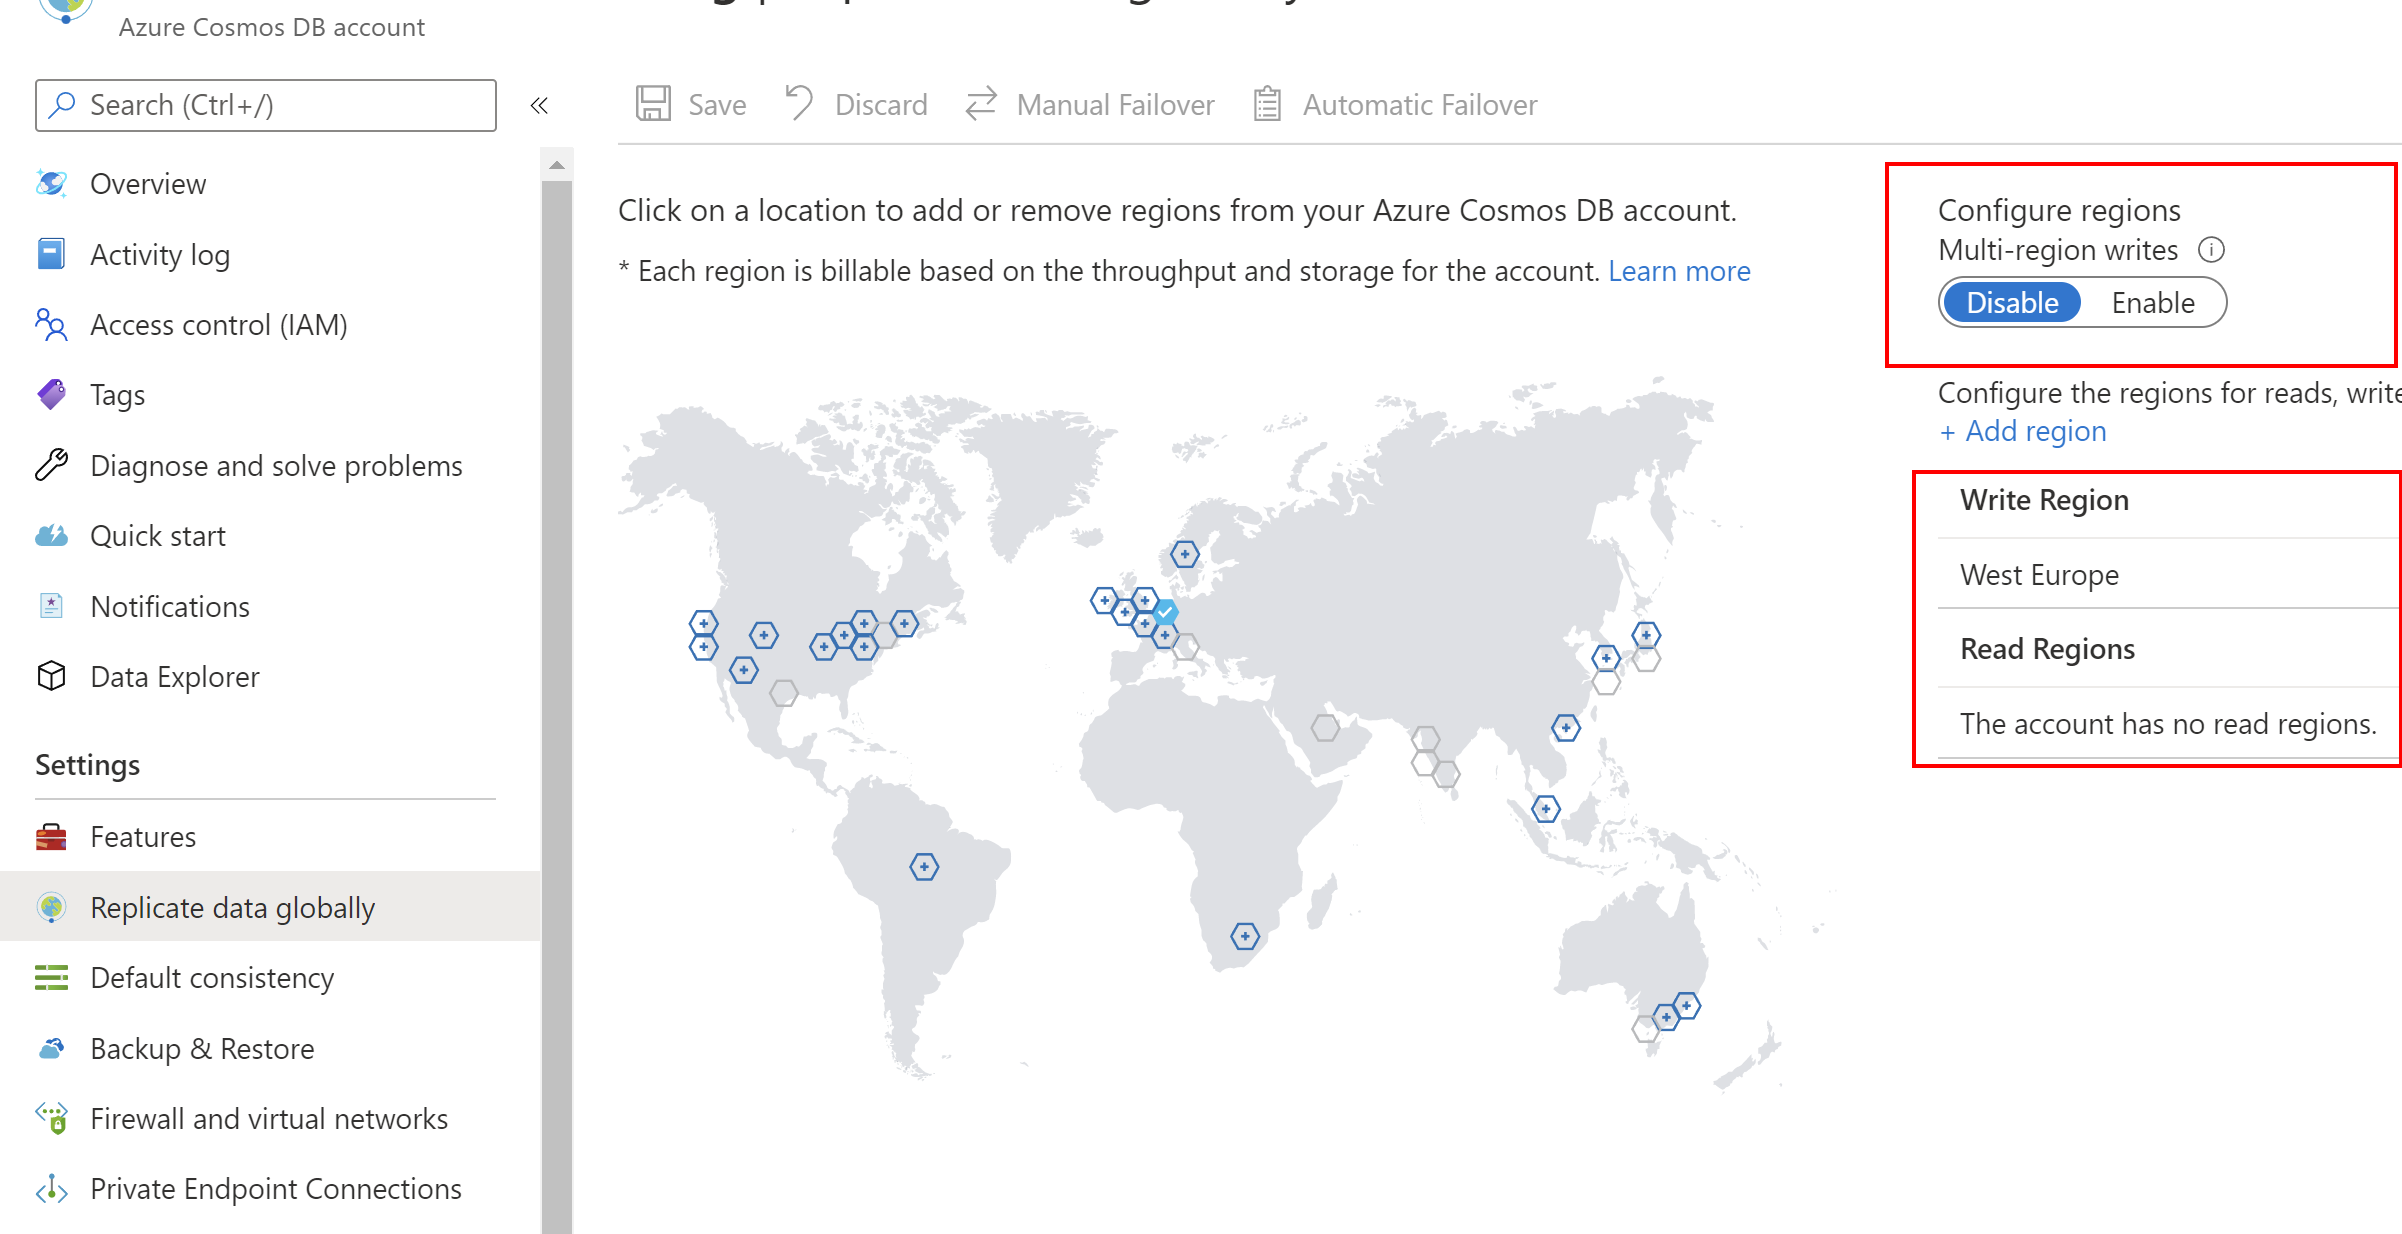 Azure Cosmos DB account
Search (Ctrl+/)
«
Overview
Activity log
Access control (IAM)
Tags
Diagnose and solve problems
Quick start
Notifications
Data Explorer
Settings
Features
Replicate data globally
Default consistency
Backup & Restore
Firewall and virtual networks
Private Endpoint Connections
Save Discard Manual Failover Automatic Failover
Click on a location to add or remove regions from your Azure Cosmos DB account.
* Each region is billable based on the throughput and storage for the account. Learn more
Configure regions
Multi-region writes
Disable Enable
Configure the regions for reads, write
+ Add region
Write Region
West Europe
Read Regions
The account has no read regions.